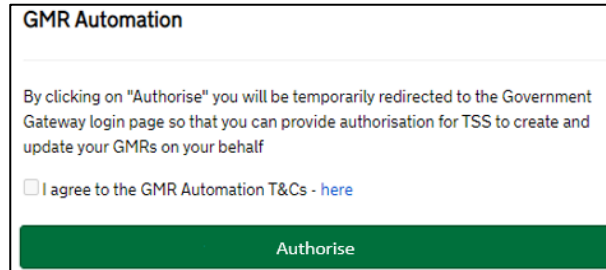 GMR Automation
By clicking on "Authorise" you will be temporarily redirected to the Government
Gateway login page so that you can provide authorisation for TSS to create and
update your GMRs on your behalf
I agree to the GMR Automation T&Cs - here
Authorise